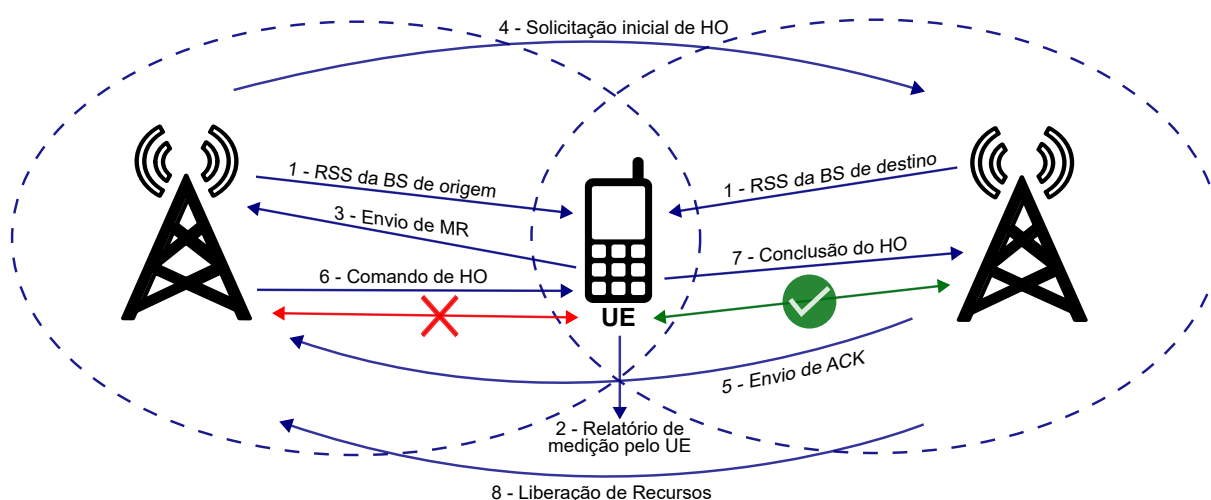 4 - Solicitação inicial de HO
1 - RSS da BS de origem
1 - RSS da BS de destino
3 - Envio de MR
7 - Conclusão do HO
6 - Comando de HO
UE
5 - Envio de ACK
2 - Relatório de
medição pelo UE
8 - Liberação de Recursos